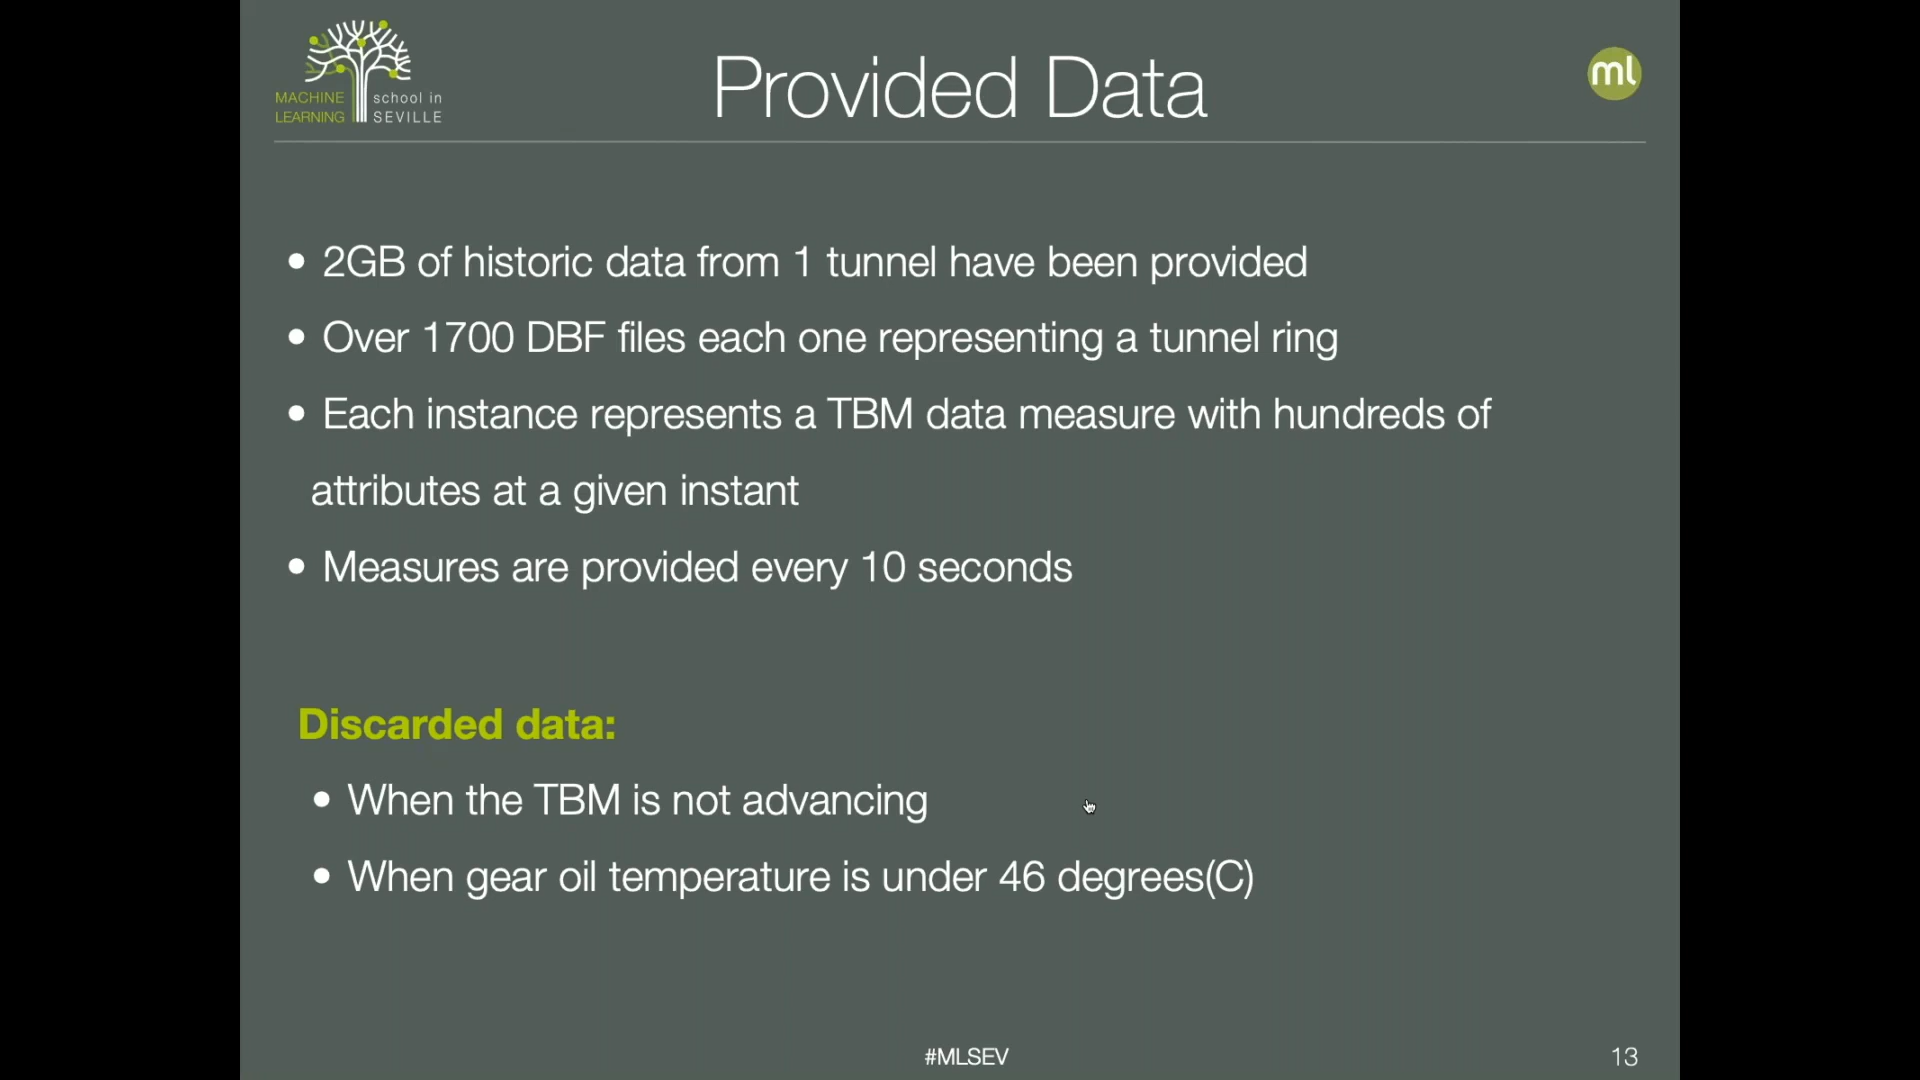 MACHINE school in
LEARNING SEVILLE
Provided Data
ml
• 2GB of historic data from 1 tunnel have been provided
• Over 1700 DBF files each one representing a tunnel ring
• Each instance represents a TBM data measure with hundreds of
attributes at a given instant
• Measures are provided every 10 seconds
Discarded data:
• When the TBM is not advancing
• When gear oil temperature is under 46 degrees(C)
#MLSEV
13